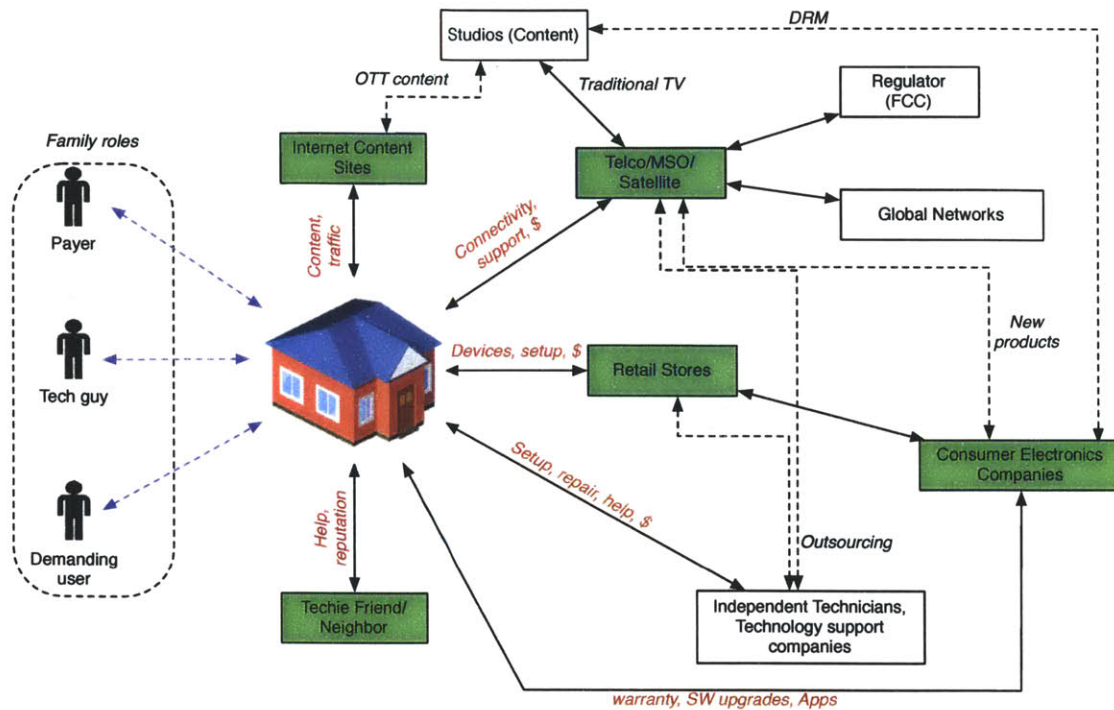 DRM
Studios (Content)
OTT content
Traditional TV
Regulator
(FCC)
Family roles
Internet Content
Sites
Telco/MSO/
Satellite
Global Networks
Payer
Content,
traffic
Connectivity,
support, $
New
products
Devices, setup, $
Retail Stores
Tech guy
Consumer Electronics
Companies
Setup, repair, help, $
Help,
reputation
Outsourcing
Demanding
user
Techie Friend/
Neighbor
Independent Technicians,
Technology support
companies
warranty, SW upgrades, Apps